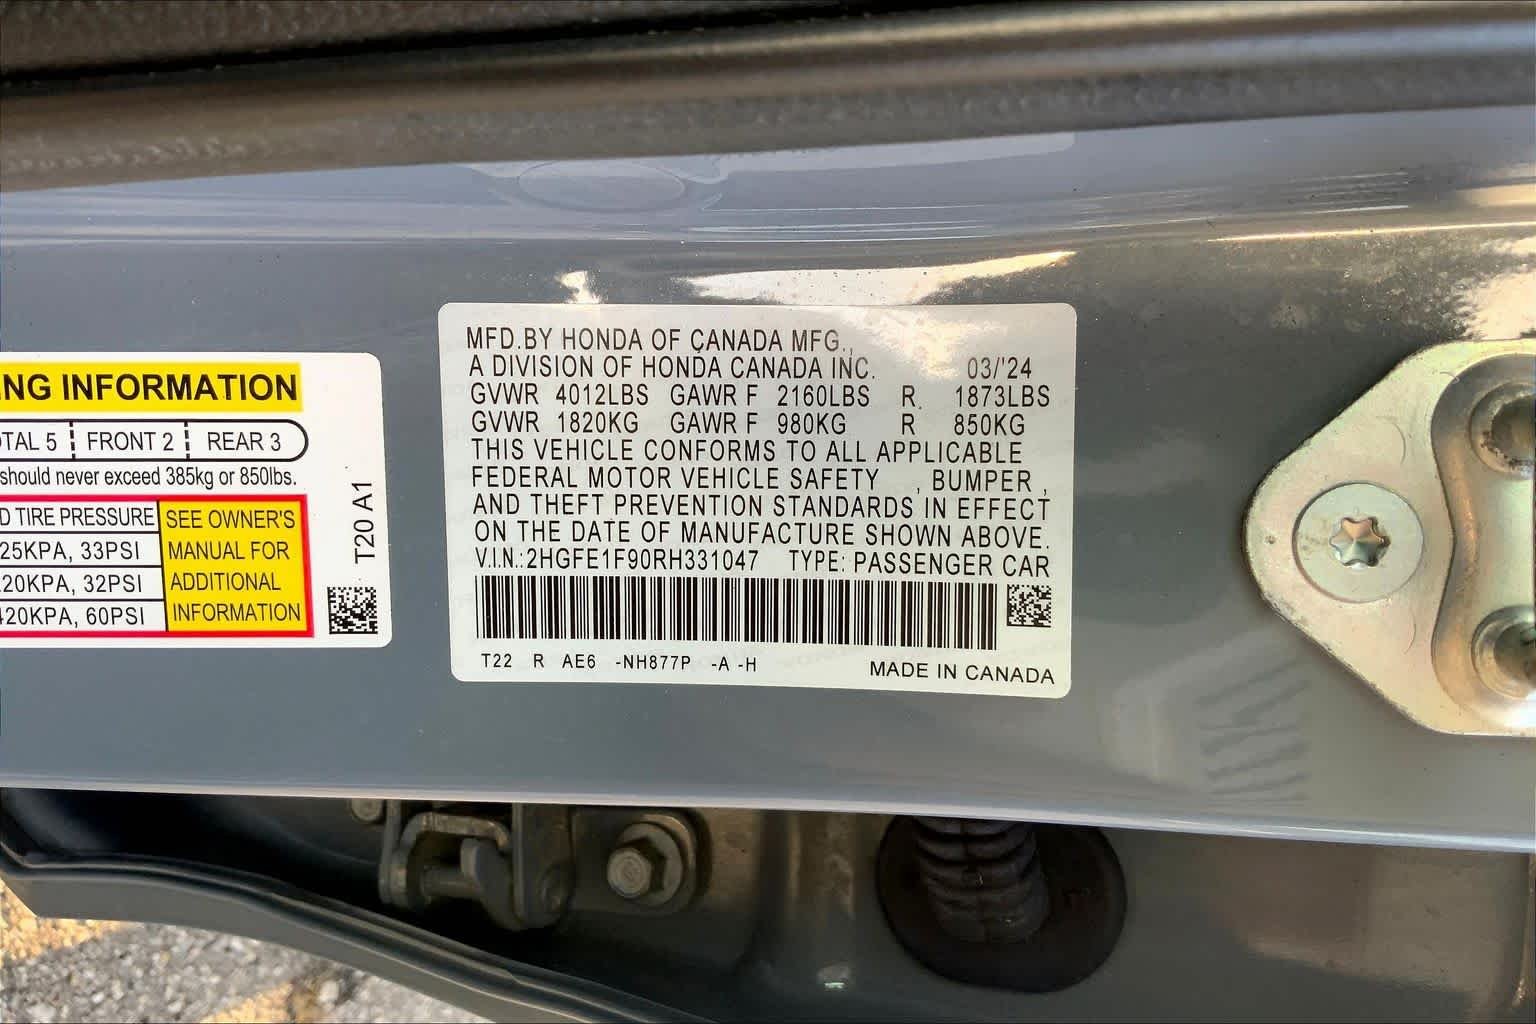 NG INFORMATION
OTAL 5 FRONT 2 REAR 3
should never exceed 385kg or 850lbs.
D TIRE PRESSURE
25KPA, 33PSI
20KPA, 32PSI
420KPA, 60PSI
SEE OWNER'S
MANUAL FOR
ADDITIONAL
INFORMATION
T20 A1
MFD.BY HONDA OF CANADA MFG.,
A DIVISION OF HONDA CANADA INC. 03/'24
GVWR 4012LBS GAWR F 2160LBS R 1873LBS
GVWR 1820KG GAWR F 980KG R 850KG
THIS VEHICLE CONFORMS TO ALL APPLICABLE
FEDERAL MOTOR VEHICLE SAFETY , BUMPER ,
AND THEFT PREVENTION STANDARDS IN EFFECT
ON THE DATE OF MANUFACTURE SHOWN ABOVE.
V.I.N.:2HGFE1F90RH331047 TYPE: PASSENGER CAR
T22 R AE6 -NH877P -A -H MADE IN CANADA